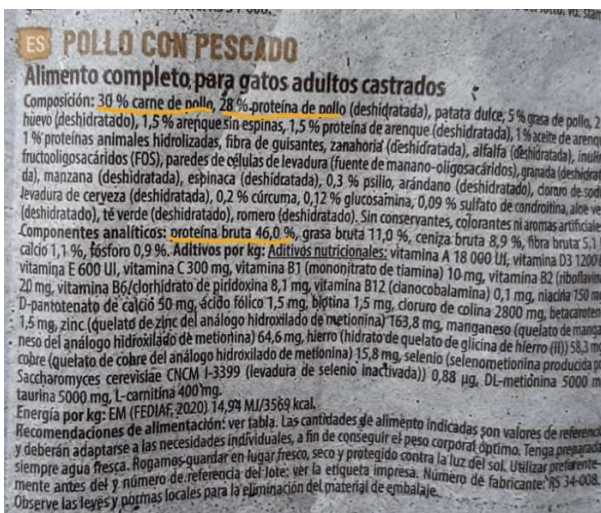 ES POLLO CON PESCADO
Alimento completo para gatos adultos castrados
Composición: 30 % carne de pollo, 28 % proteína de pollo (deshidratada), patata dulce, 5 % grasa de pollo, 2
huevo (deshidratado), 1,5 % arenque sin espinas, 1,5 % proteína de arenque (deshidratada), 1 % aceite de arenq
1 % proteínas animales hidrolizadas, fibra de guisantes, zanahoria (deshidratada), alfalfa (deshidratada), inulin
fructooligosacáridos (FOS), paredes de células de levadura (fuente de manano-oligosacáridos), granada (deshidrat
da), manzana (deshidratada), espinaca (deshidratada), 0,3 % psilio, arándano (deshidratado), cloruro de sodi
levadura de cerveza (deshidratada), 0,2 % cúrcuma, 0,12 % glucosamina, 0,09 % sulfato de condroitina, aloe ve
(deshidratado), té verde (deshidratado), romero (deshidratado). Sin conservantes, colorantes ni aromas artificiale
Componentes analíticos: proteína bruta 46,0 %, grasa bruta 11,0 %, ceniza bruta 8,9 %, fibra bruta 5,1
calcio 1,1 %, fósforo 0,9 %. Aditivos por kg: Aditivos nutricionales: vitamina A 18 000 UI, vitamina D3 1200
vitamina E 600 UI, vitamina C 300 mg, vitamina B1 (mononitrato de tiamina) 10 mg, vitamina B2 (riboflavin
20 mg, vitamina B6/clorhidrato de piridoxina 8,1 mg, vitamina B12 (cianocobalamina) 0,1 mg, niacina 150 m
D-pantotenato de calcio 50 mg, ácido fólico 1,5 mg, biotina 1,5 mg, cloruro de colina 2800 mg, betacaroten
1,5 mg, zinc (quelato de zinc del análogo hidroxilado de metionina) 163,8 mg, manganeso (quelato de manga
neso del análogo hidroxilado de metionina) 64,6 mg, hierro (hidrato de quelato de glicina de hierro (II)) 58,3 m
cobre (quelato de cobre del análogo hidroxilado de metionina) 15,8 mg, selenio (selenometionina producida p
Saccharomyces cerevisiae CNCM I-3399 (levadura de selenio inactivada)) 0,88 µg, DL-metiónina 5000 m
taurina 5000 mg, L-carnitina 400 mg.
Energía por kg: EM (FEDIAF, 2020) 14,94 MJ/3569 kcal.
Recomendaciones de alimentación: ver tabla. Las cantidades de alimento indicadas son valores de referenci
y deberán adaptarse a las necesidades individuales, a fin de conseguir el peso corporal óptimo. Tenga preparada
siempre agua fresca. Rogamos guardar en lugar fresco, seco y protegido contra la luz del sol. Utilizar preferente-
mente antes del y número de referencia del lote: ver la etiqueta impresa. Número de fabricante: RS 34-008.
Observe las leyes y normas locales para la eliminación del material de embalaje.